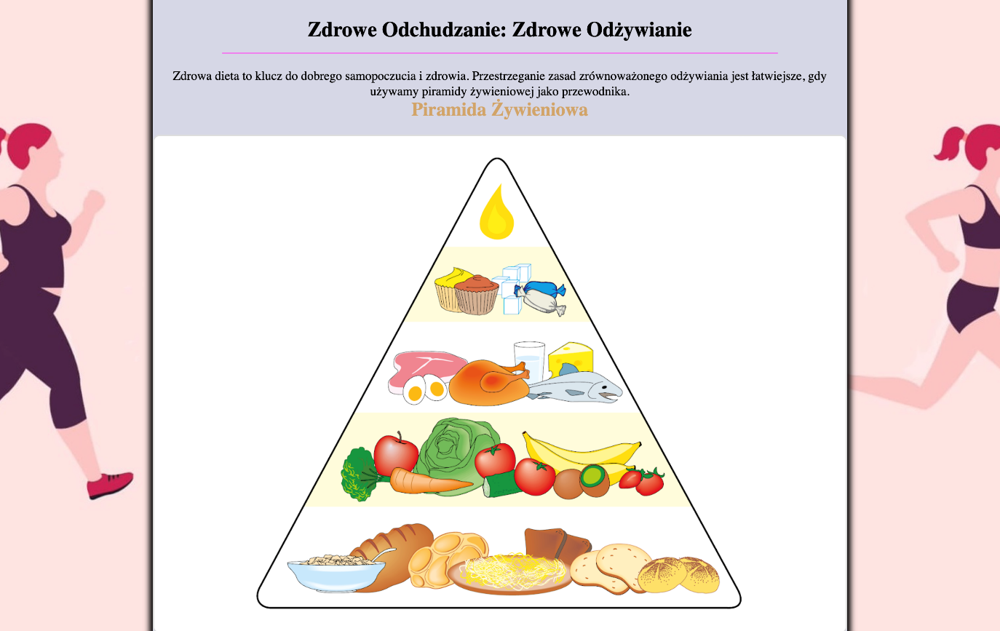 Zdrowe Odchudzanie: Zdrowe Odżywianie
Zdrowa dieta to klucz do dobrego samopoczucia i zdrowia. Przestrzeganie zasad zrównoważonego odżywiania jest łatwiejsze, gdy
używamy piramidy żywieniowej jako przewodnika.
Piramida Żywieniowa